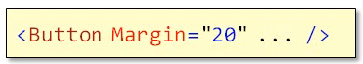 <Button Margin="20" ... />